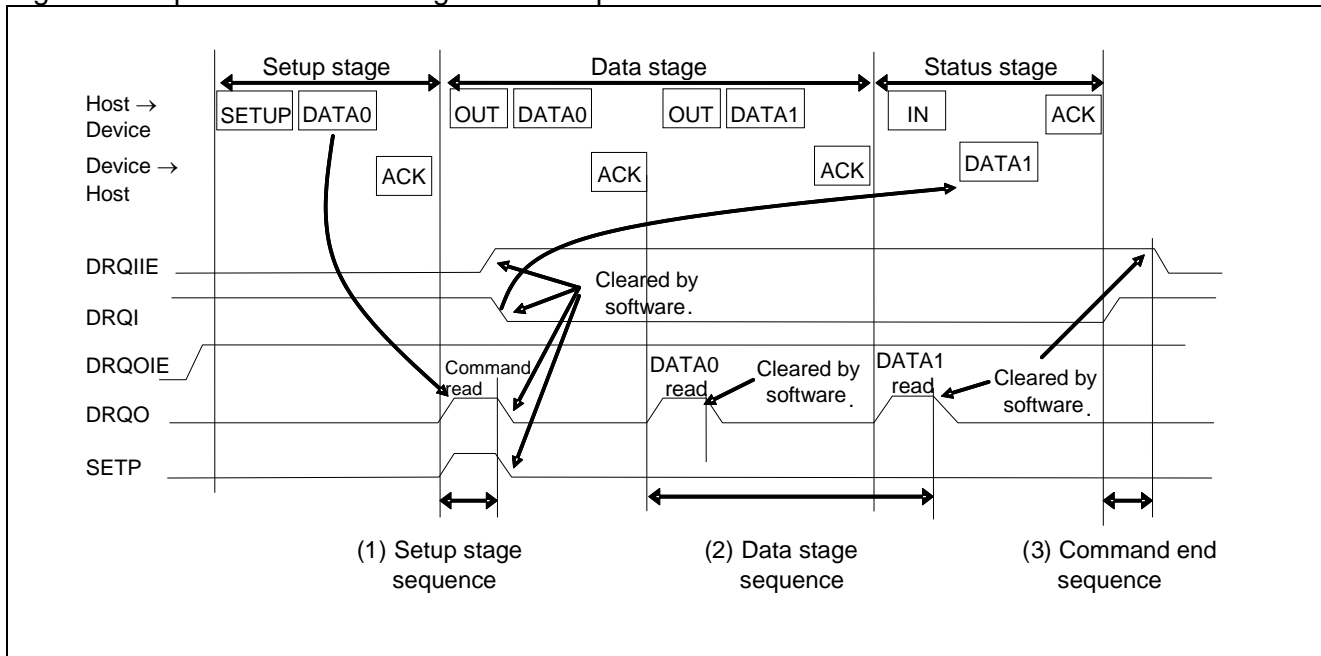 Setup stage
Data stage
Status stage
Host →
Device
SETUP
DATA0
OUT
DATA0
OUT
DATA1
IN
ACK
Device →
Host
ACK
ACK
ACK
DATA1
DRQIIE
Cleared by
software.
DRQI
DRQOIE
Command
read
DATA0
read
Cleared by
software.
DATA1
read
Cleared by
software.
DRQO
SETP
(1) Setup stage
sequence
(2) Data stage
sequence
(3) Command end
sequence